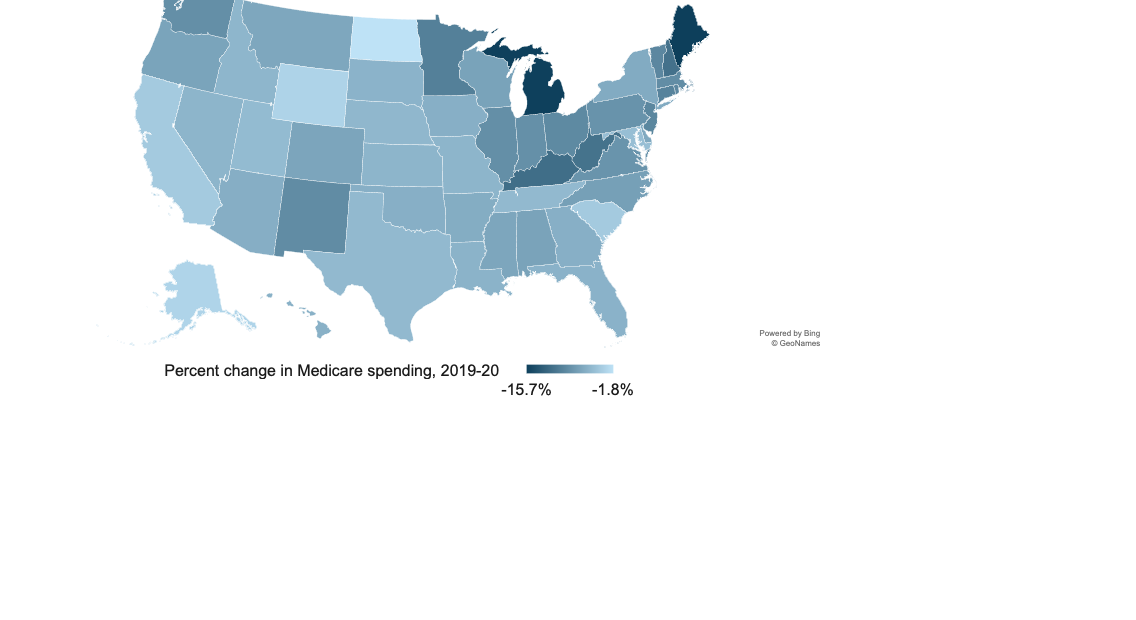 Powered by Bing
© GeoNames
Percent change in Medicare spending, 2019-20
-15.7% -1.8%